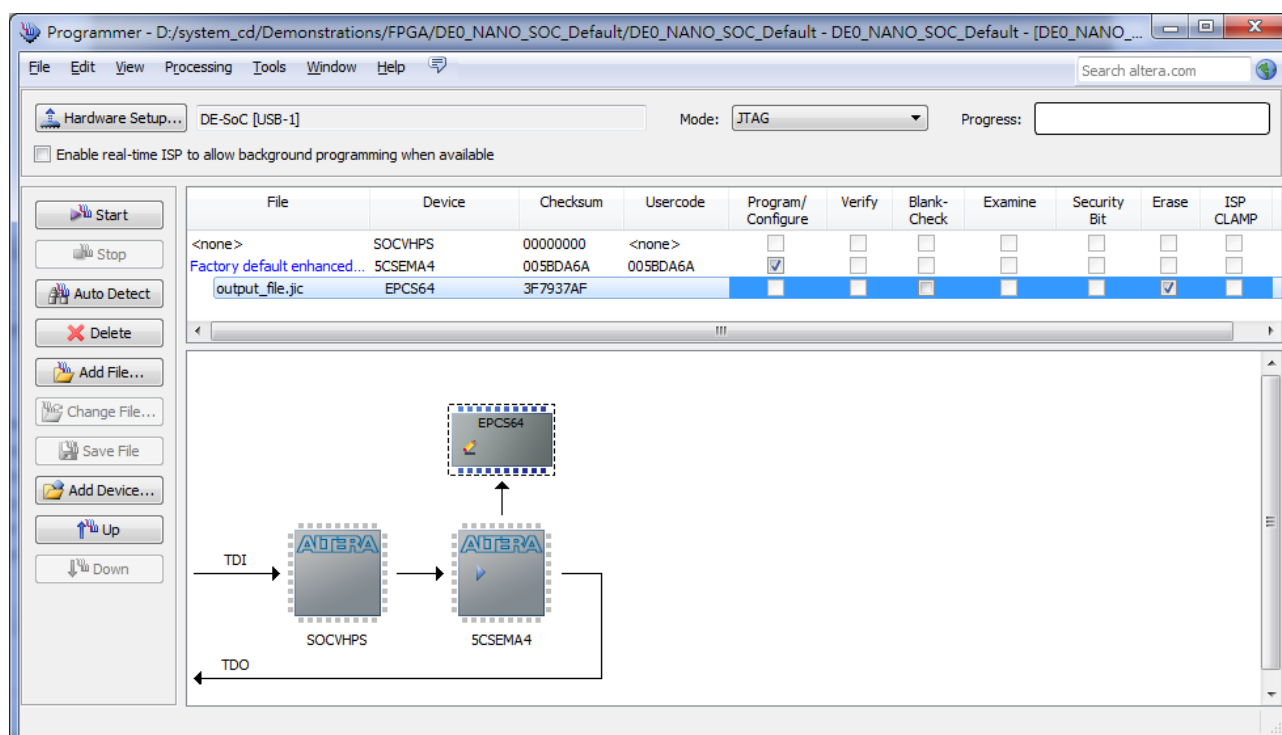 Programmer - D:/system_cd/Demonstrations/FPGA/DE0_NANO_SOC_Default/DE0_NANO_SOC_Default - DE0_NANO_SOC_Default - [DE0_NANO_...
File Edit View Processing Tools Window Help Search altera.com
Hardware Setup... DE-SoC [USB-1] Mode: JTAG Progress:
Enable real-time ISP to allow background programming when available
Start
Stop
Auto Detect
Delete
Add File...
Change File...
Save File
Add Device...
Up
Down
File Device Checksum Usercode Program/ Configure Verify Blank- Check Examine Security Bit Erase ISP CLAMP
<none> SOCVHPS 00000000 <none>
Factory default enhanced... 5CSEMA4 005BDA6A 005BDA6A
output_file.jic EPCS64 3F7937AF
EPCS64
TDI ALTERA ALTERA
SOCVHPS 5CSEMA4
TDO